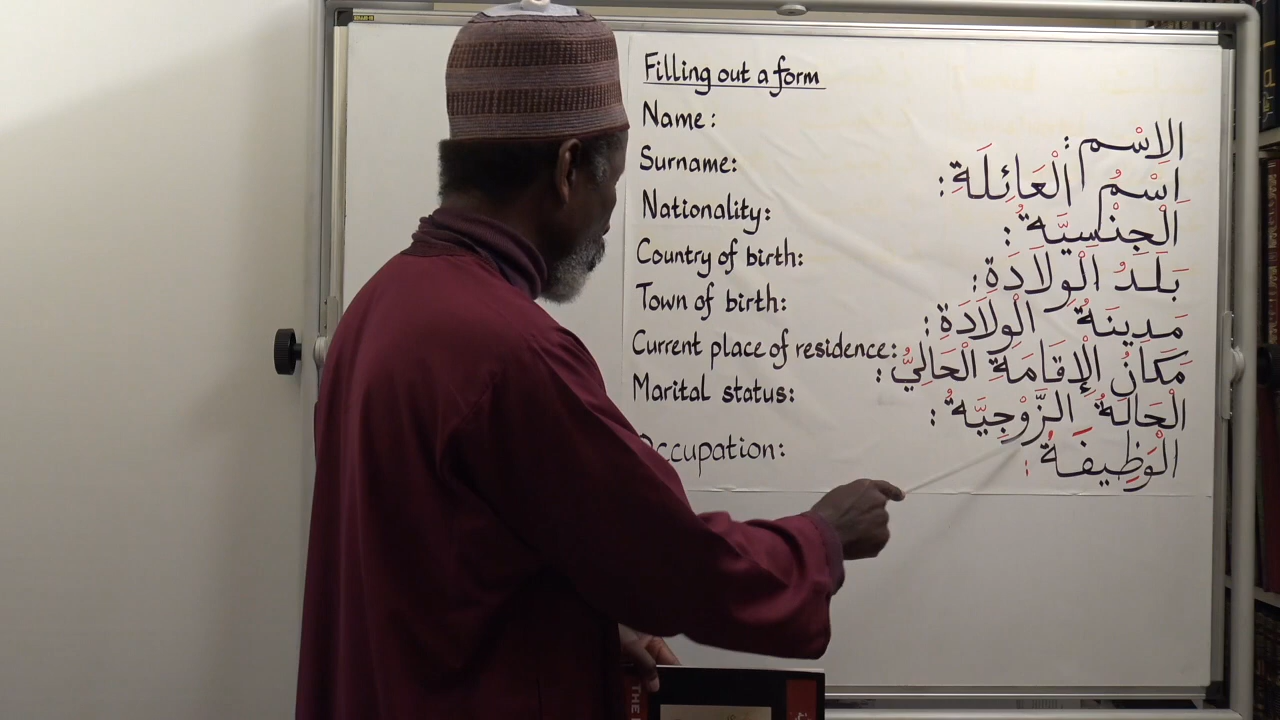 Filling out a form
Name:
الاِسْم:
Surname:
اِسْمُ الْعَائِلَةِ:
Nationality:
الْجِنْسِيَّةُ:
Country of birth:
بَلَدُ الْوِلَادَةِ:
Town of birth:
مَدِينَةُ الْوِلَادَةِ:
Current place of residence:
مَكَانُ الْإِقَامَةِ الْحَالِيُّ:
Marital status:
الْحَالَةُ الزَّوْجِيَّةُ:
Occupation:
الْوَظِيفَةُ:
THE